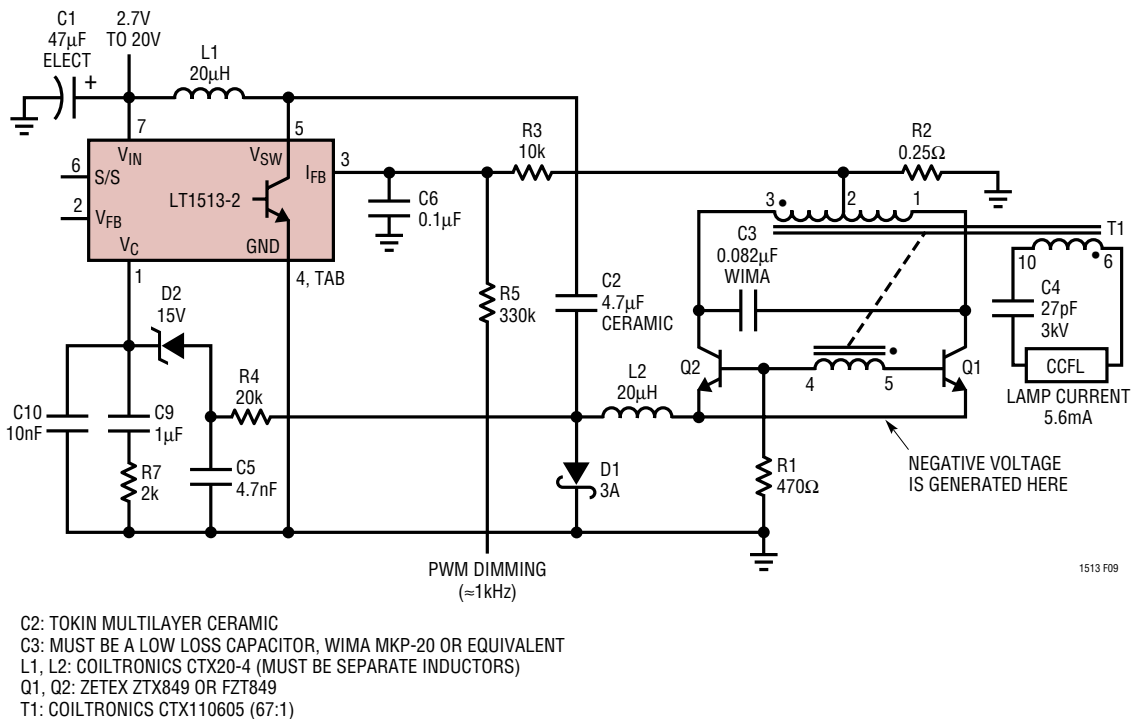 C1
47µF
ELECT
+
2.7V
TO 20V
L1
20µH
7
5
VIN
VSW
6
S/S
IFB
3
LT1513-2
2
VFB
VC
GND
1
4, TAB
R3
10k
R2
0.25Ω
C6
0.1µF
3
2
1
T1
C3
0.082µF
WIMA
10
6
C4
27pF
3kV
CCFL
LAMP CURRENT
5.6mA
D2
15V
R5
330k
C2
4.7µF
CERAMIC
Q2
4
5
Q1
R4
20k
L2
20µH
C10
10nF
C9
1µF
R7
2k
C5
4.7nF
D1
3A
R1
470Ω
NEGATIVE VOLTAGE
IS GENERATED HERE
PWM DIMMING
(≈1kHz)
1513 F09
C2: TOKIN MULTILAYER CERAMIC
C3: MUST BE A LOW LOSS CAPACITOR, WIMA MKP-20 OR EQUIVALENT
L1, L2: COILTRONICS CTX20-4 (MUST BE SEPARATE INDUCTORS)
Q1, Q2: ZETEX ZTX849 OR FZT849
T1: COILTRONICS CTX110605 (67:1)